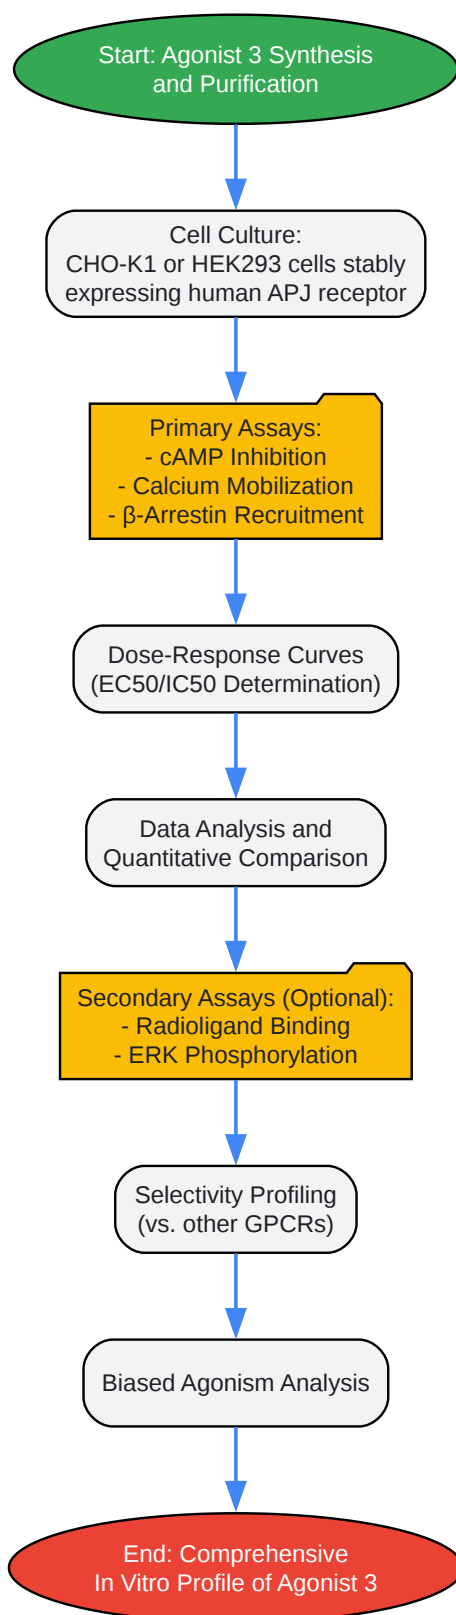 Start: Agonist 3 Synthesis
and Purification
Cell Culture:
CHO-K1 or HEK293 cells stably
expressing human APJ receptor
Primary Assays:
- cAMP Inhibition
- Calcium Mobilization
- β-Arrestin Recruitment
Dose-Response Curves
(EC50/IC50 Determination)
Data Analysis and
Quantitative Comparison
Secondary Assays (Optional):
- Radioligand Binding
- ERK Phosphorylation
Selectivity Profiling
(vs. other GPCRs)
Biased Agonism Analysis
End: Comprehensive
In Vitro Profile of Agonist 3